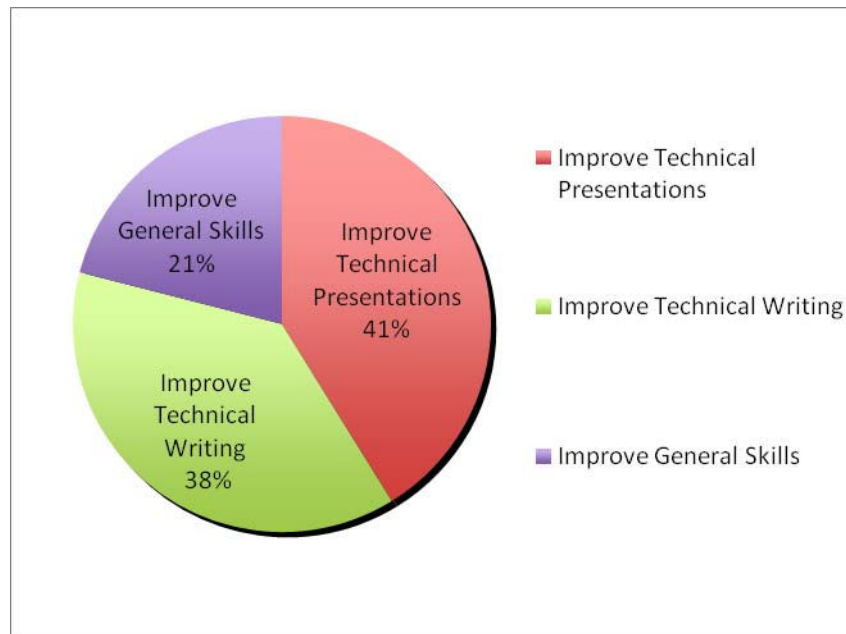 Improve
General Skills
21%
Improve
Technical
Presentations
41%
Improve
Technical
Writing
38%
Improve Technical
Presentations
Improve Technical Writing
Improve General Skills